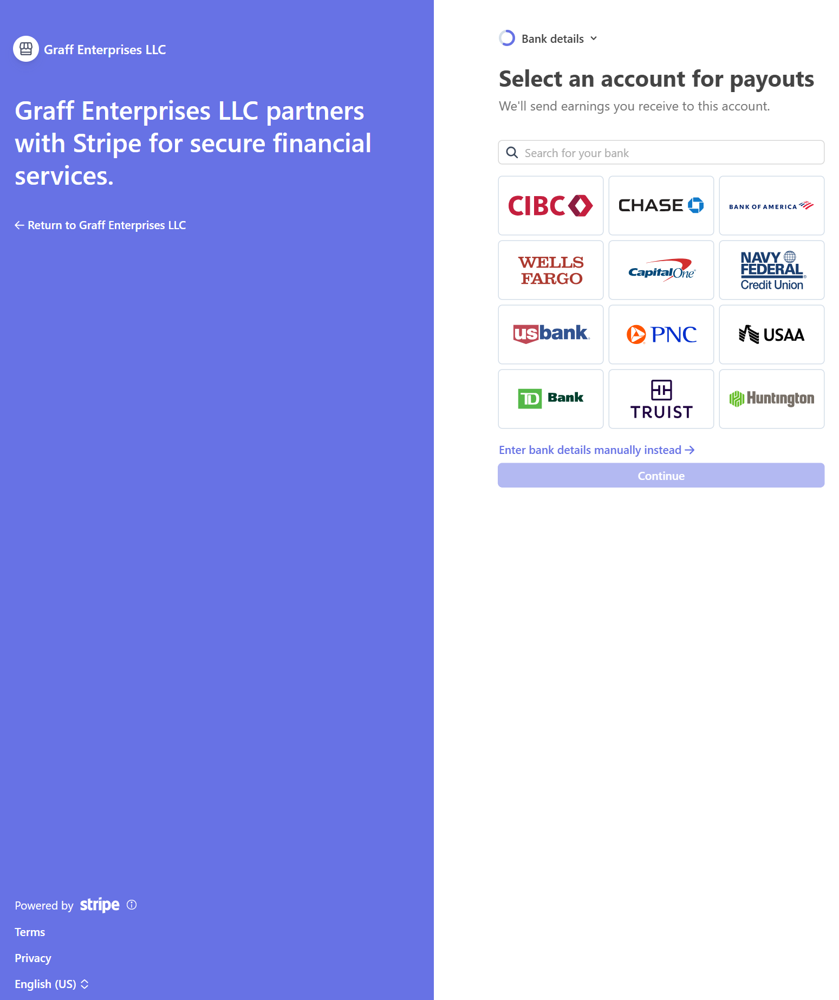 Graff Enterprises LLC
Graff Enterprises LLC partners
with Stripe for secure financial
services.
Return to Graff Enterprises LLC
Powered by stripe
Terms
Privacy
English (US)
Bank details
Select an account for payouts
We'll send earnings you receive to this account.
Search for your bank
CIBC
CHASE
BANK OF AMERICA
WELLS
FARGO
Capital One
NAVY
FEDERAL®
Credit Union
usbank
PNC
USAA
TD Bank
TRUIST
Huntington
Enter bank details manually instead
Continue